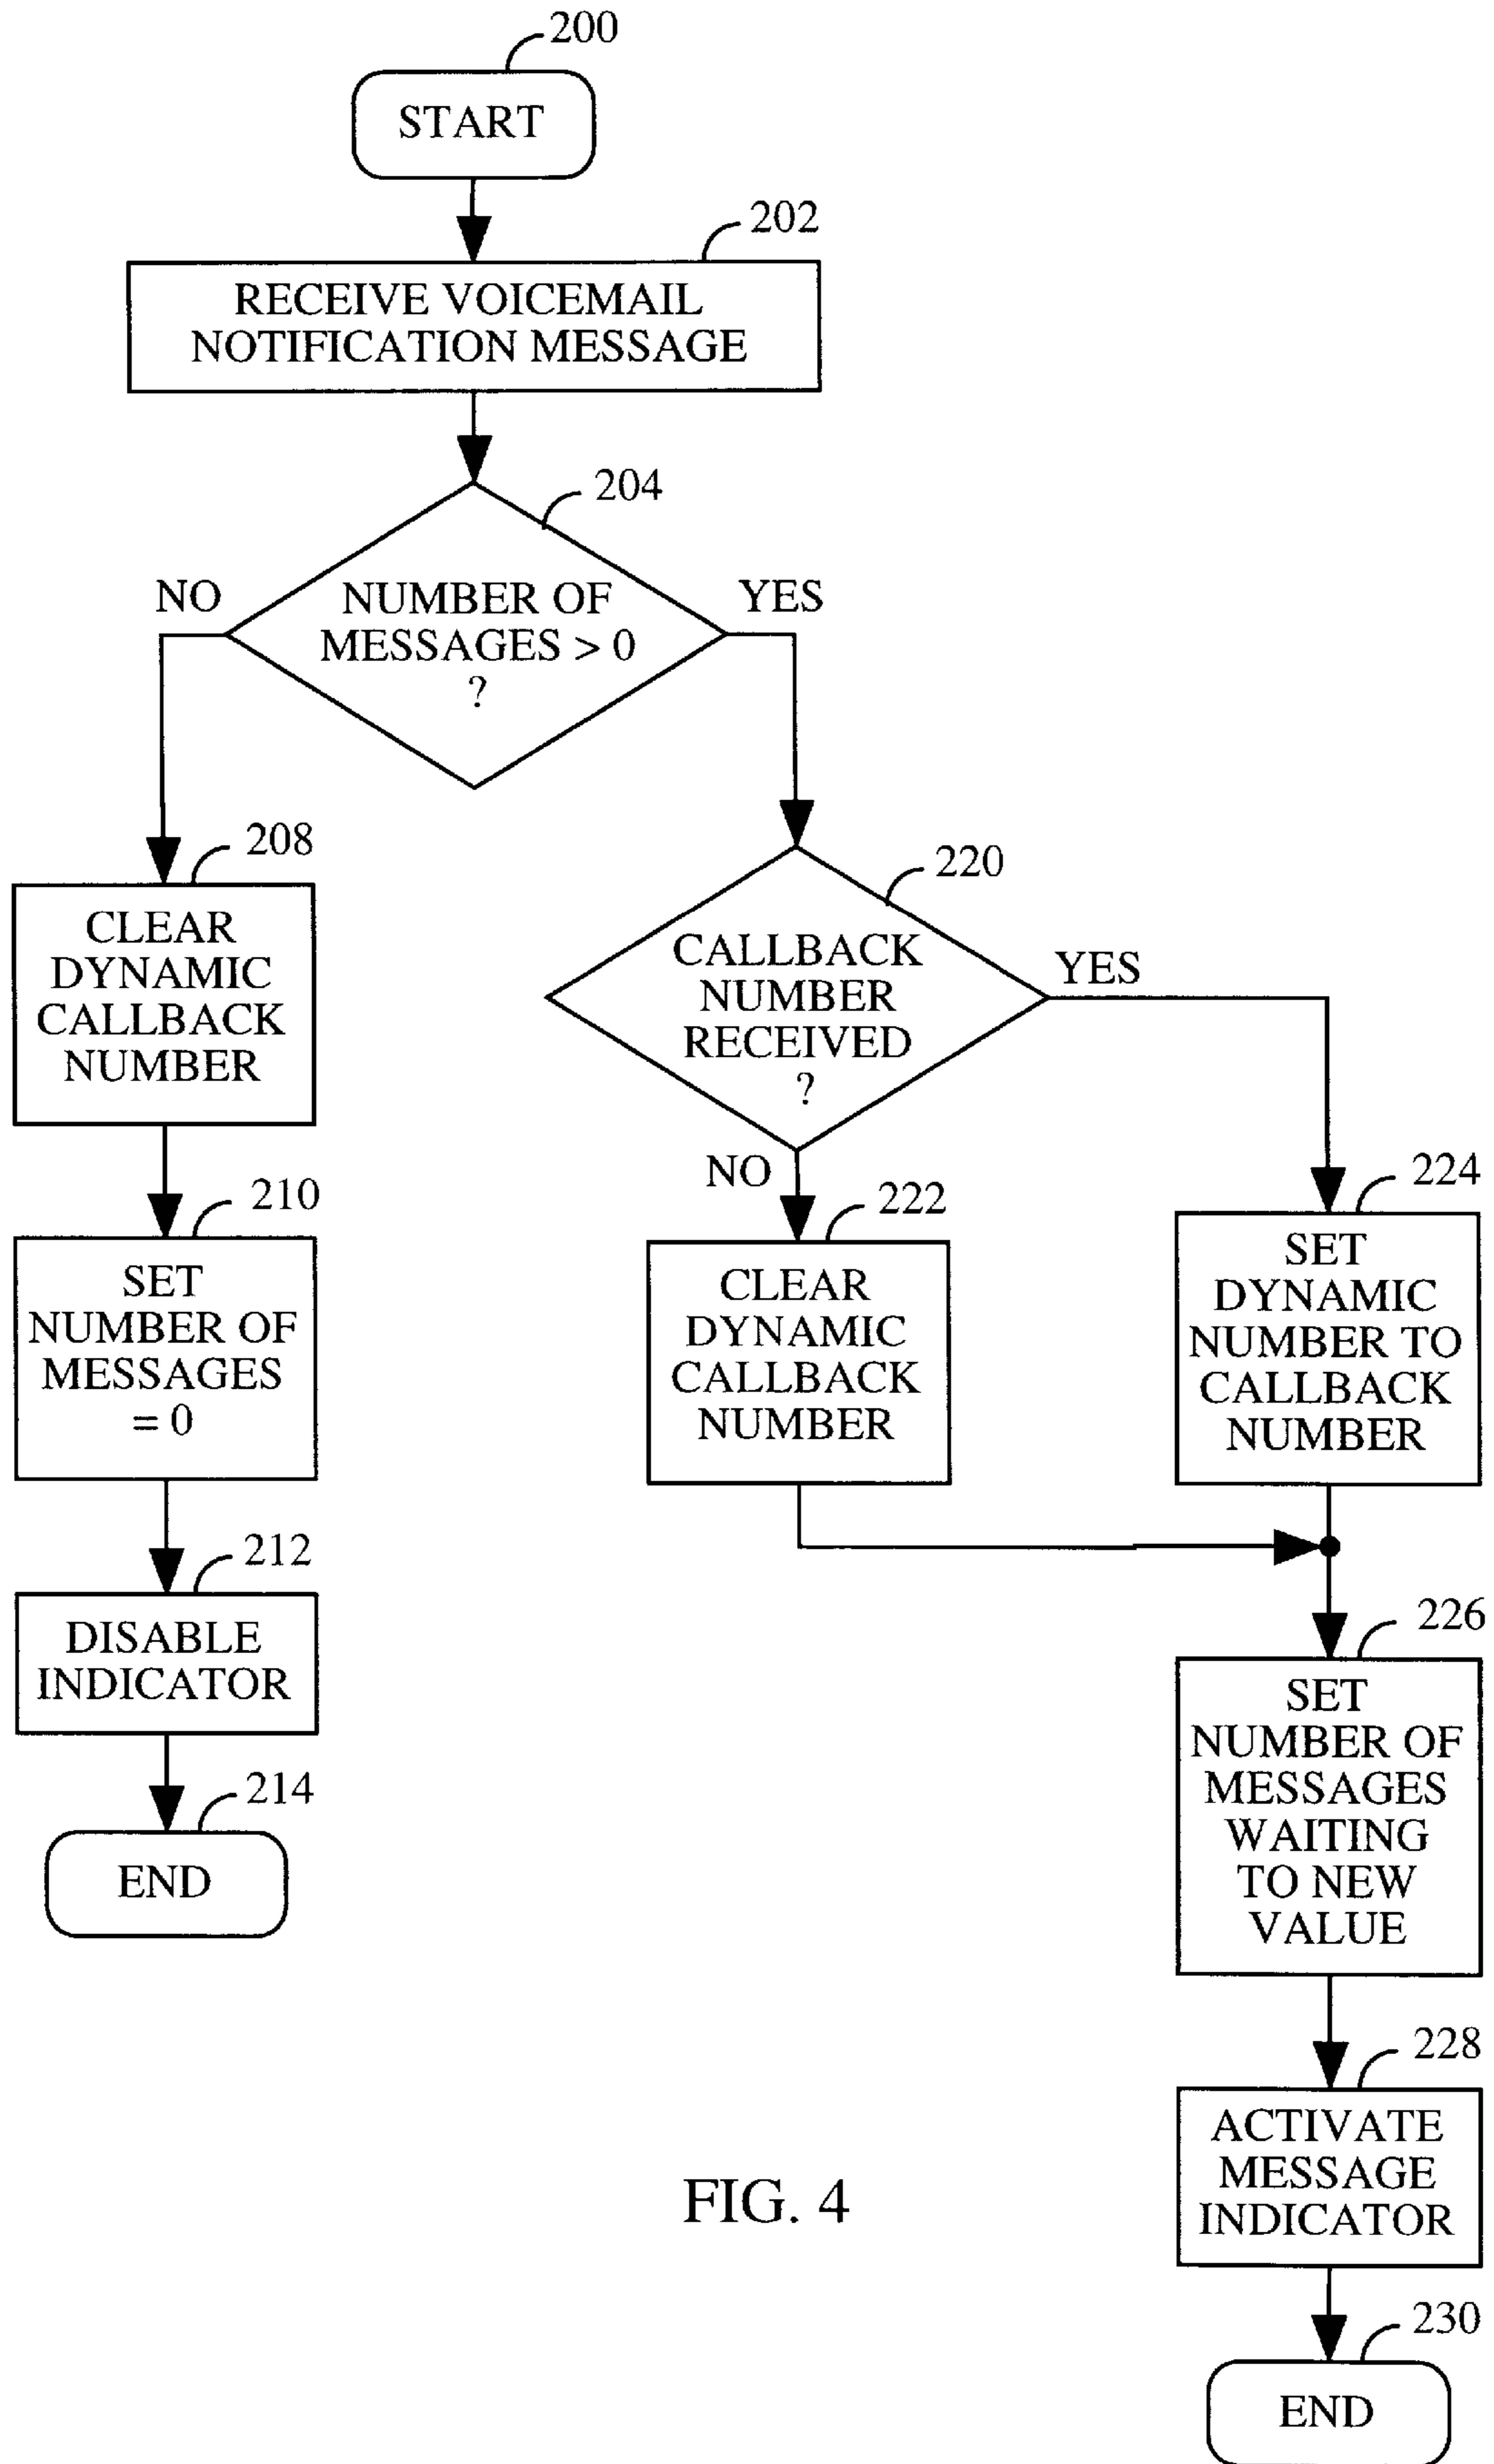 200
START
202
RECEIVE VOICEMAIL
NOTIFICATION MESSAGE
204
NO
NUMBER OF
MESSAGES > 0
?
YES
208
CLEAR
DYNAMIC
CALLBACK
NUMBER
220
CALLBACK
NUMBER
RECEIVED
?
YES
NO
210
SET
NUMBER OF
MESSAGES
= 0
222
CLEAR
DYNAMIC
CALLBACK
NUMBER
224
SET
DYNAMIC
NUMBER TO
CALLBACK
NUMBER
212
DISABLE
INDICATOR
214
END
226
SET
NUMBER OF
MESSAGES
WAITING
TO NEW
VALUE
228
ACTIVATE
MESSAGE
INDICATOR
230
END
FIG. 4